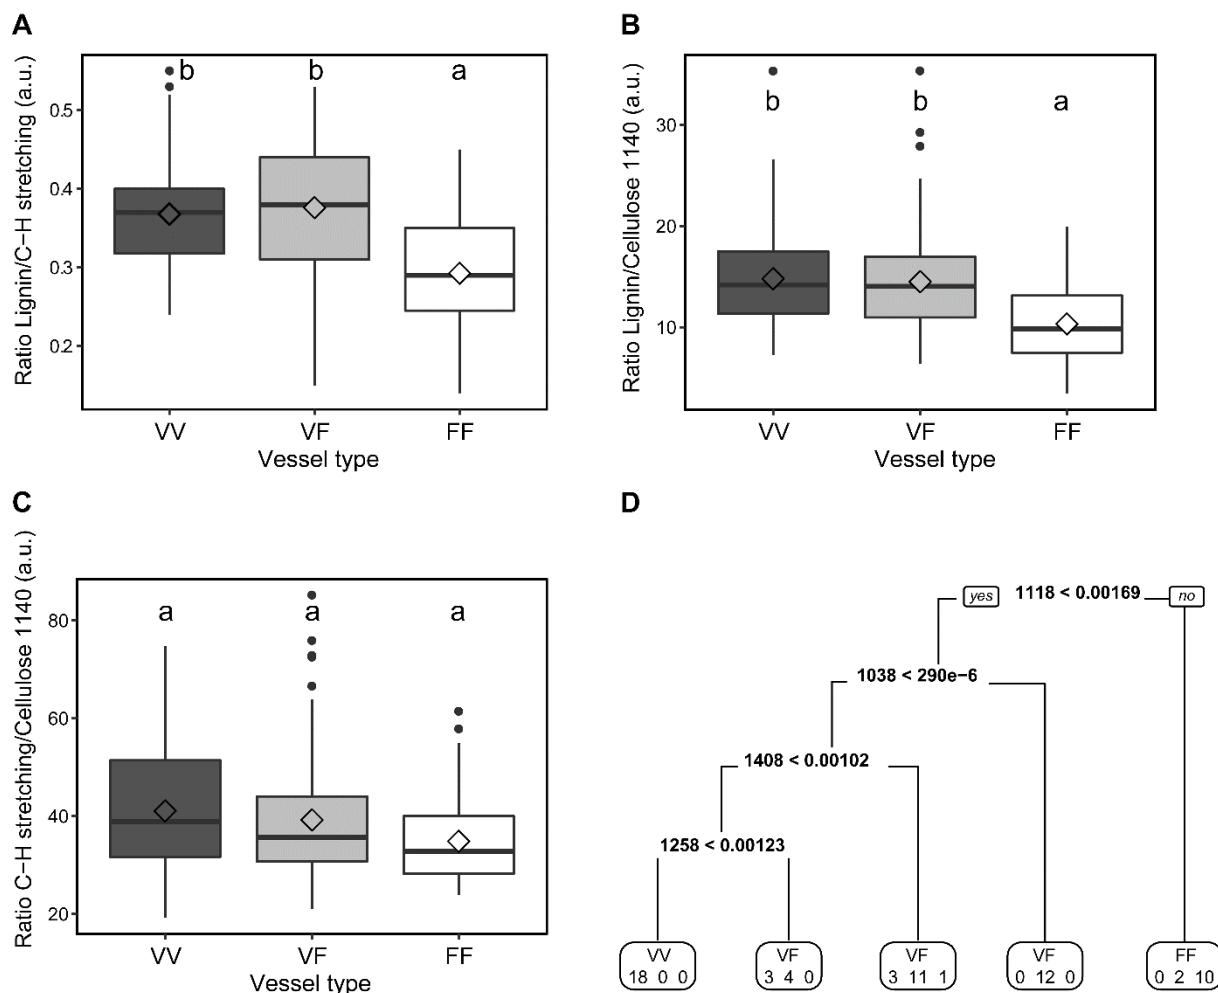 A
Ratio Lignin/C−H stretching (a.u.)
0.5
0.4
0.3
0.2
b b a
VV VF FF
Vessel type
B
Ratio Lignin/Cellulose 1140 (a.u.)
30
20
10
b b a
VV VF FF
Vessel type
C
Ratio C−H stretching/Cellulose 1140 (a.u.)
80
60
40
20
a a a
VV VF FF
Vessel type
D
yes 1118 < 0.00169 no
1038 < 290e−6
1408 < 0.00102
1258 < 0.00123
VV VF VF VF FF
18 0 0 3 4 0 3 11 1 0 12 0 0 2 10